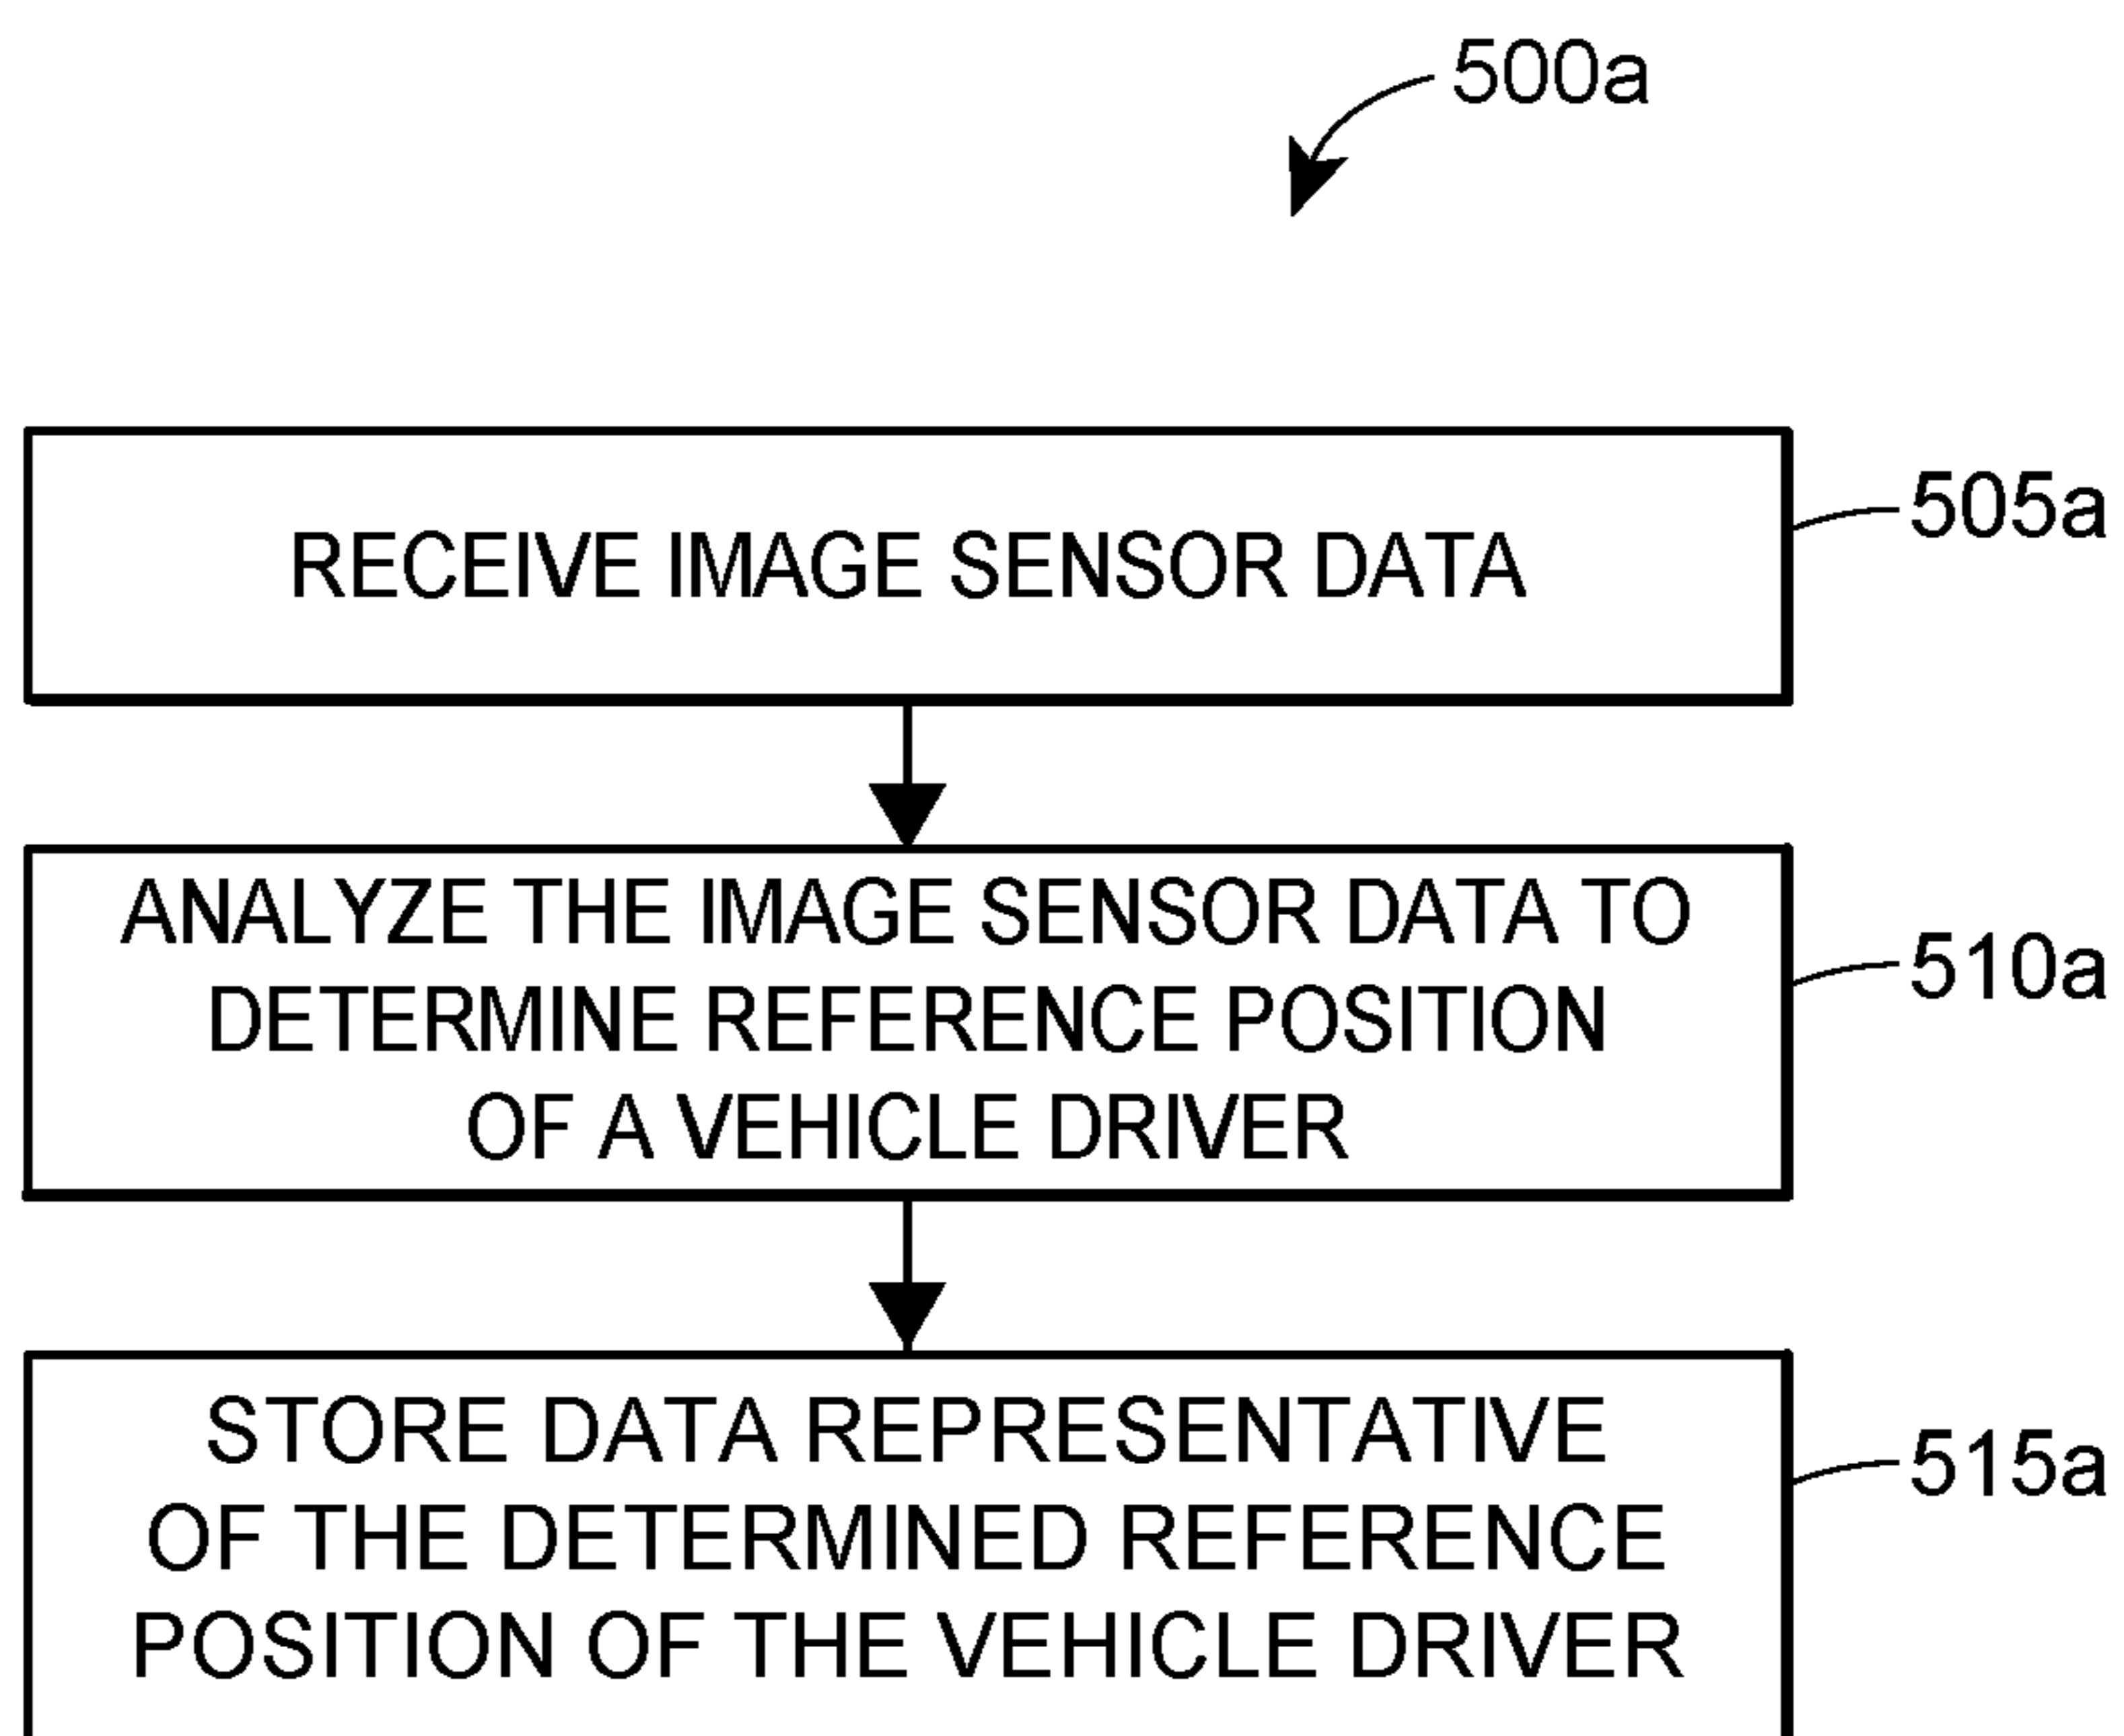 500a
RECEIVE IMAGE SENSOR DATA
505a
ANALYZE THE IMAGE SENSOR DATA TO
DETERMINE REFERENCE POSITION
OF A VEHICLE DRIVER
510a
STORE DATA REPRESENTATIVE
OF THE DETERMINED REFERENCE
POSITION OF THE VEHICLE DRIVER
515a